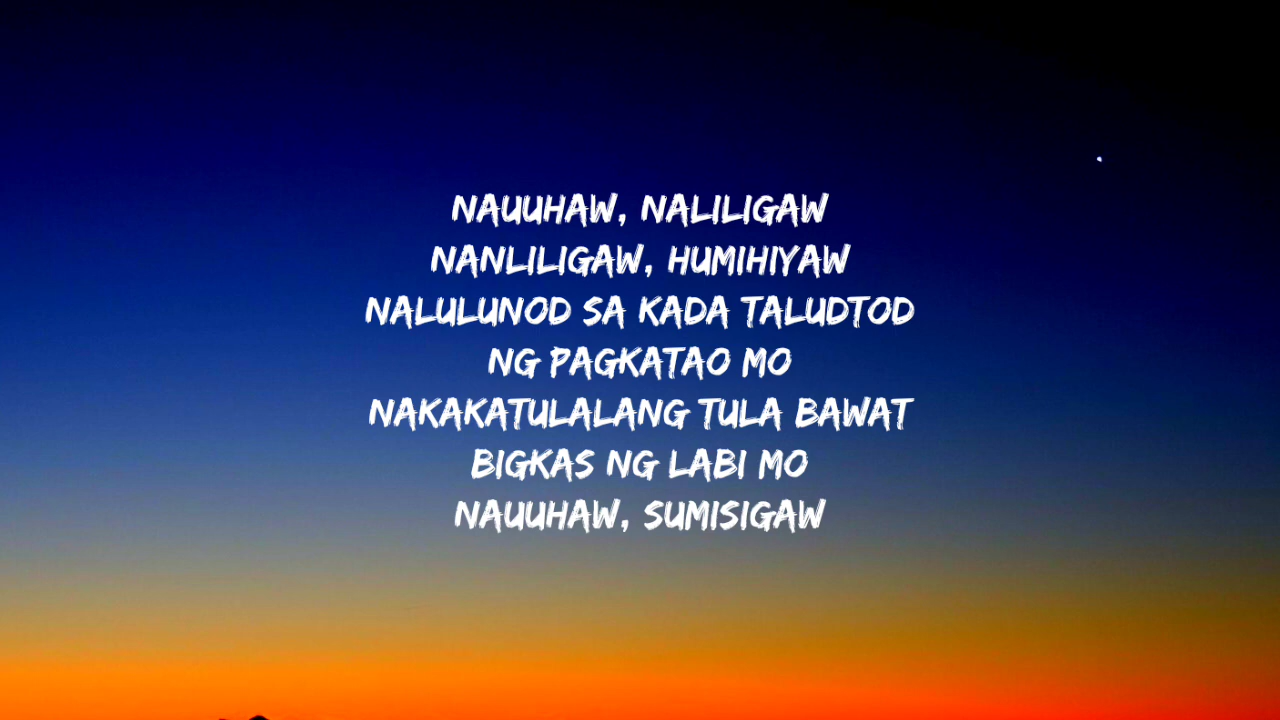 NAUUHAW, NALILIGAW
NANLILIGAW, HUMIHIYAW
NALULUNOD SA KADA TALUDTOD
NG PAGKATAO MO
NAKAKATULALANG TULA BAWAT
BIGKAS NG LABI MO
NAUUHAW, SUMISIGAW